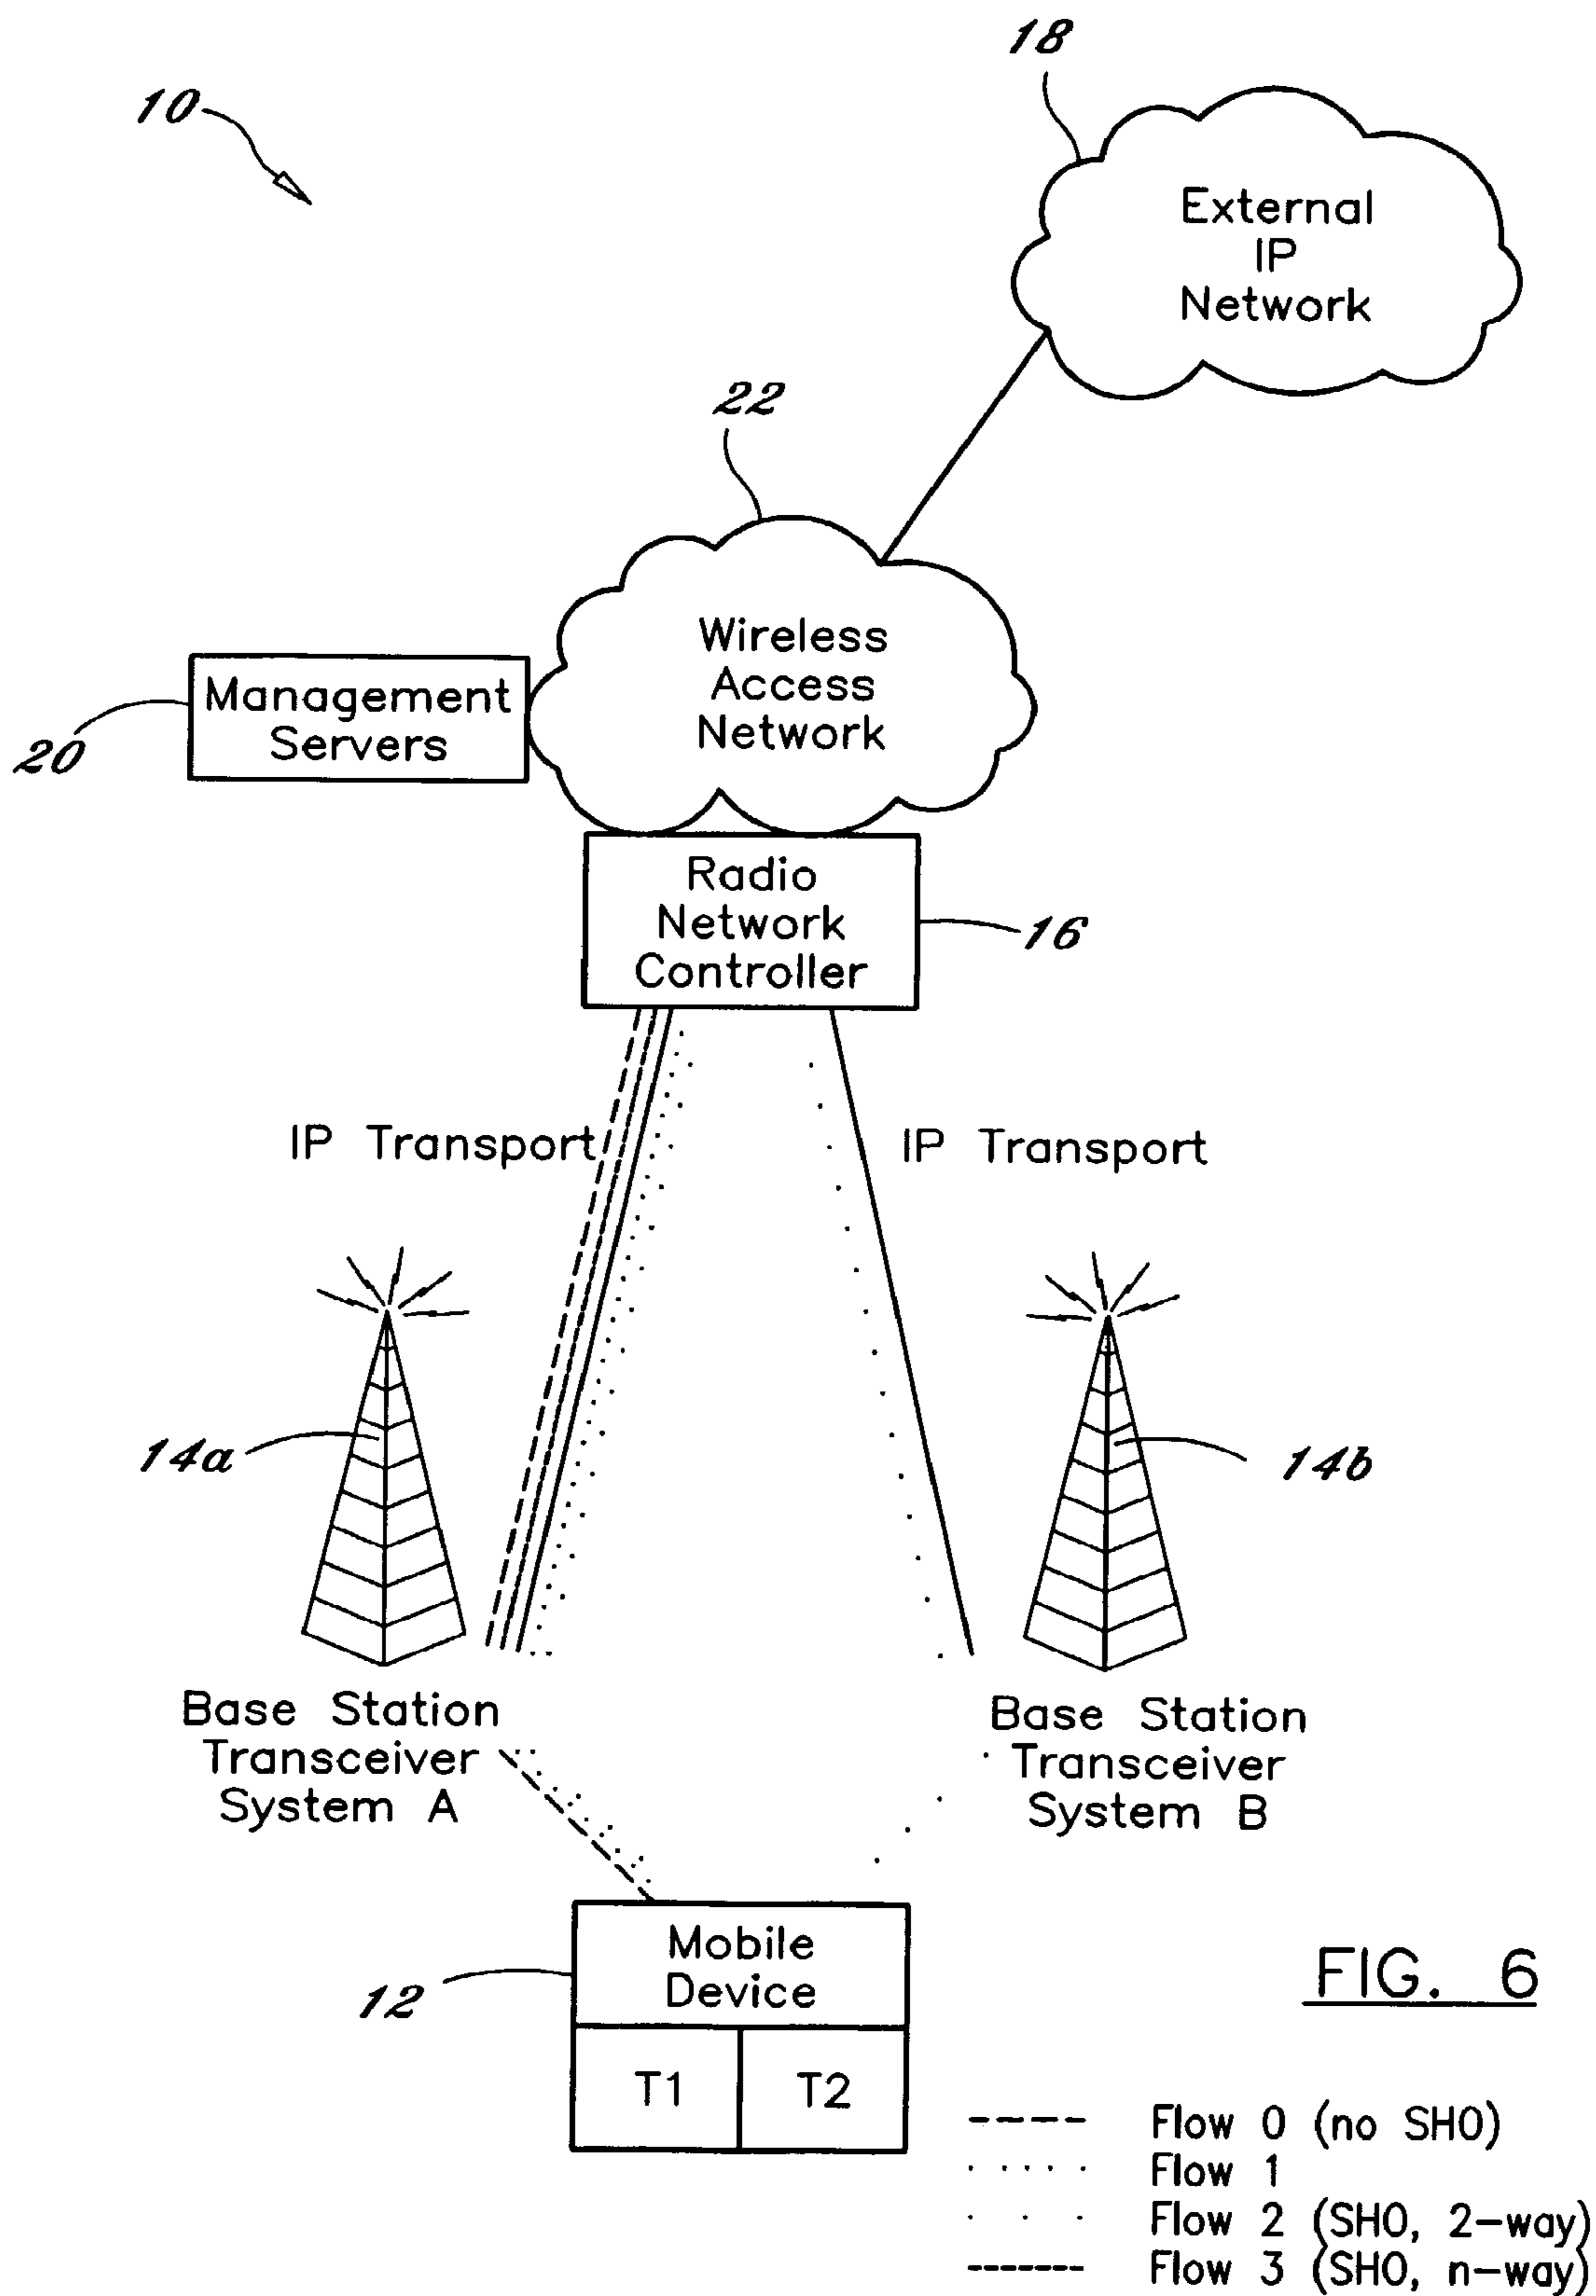 18
10
External
IP
Network
22
Wireless
Access
Network
Management
Servers
20
Radio
Network
Controller
16
IP Transport
IP Transport
14a
14b
Base Station
Transceiver
System A
Base Station
Transceiver
System B
Mobile
Device
12
T1
T2
FIG. 6
Flow 0 (no SHO)
Flow 1
Flow 2 (SHO, 2-way)
Flow 3 (SHO, n-way)